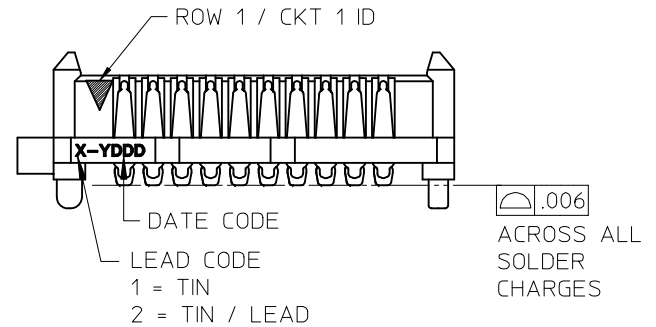 ROW 1 / CKT 1 ID
X-YDDD
DATE CODE
LEAD CODE
1 = TIN
2 = TIN / LEAD
.006
ACROSS ALL
SOLDER
CHARGES